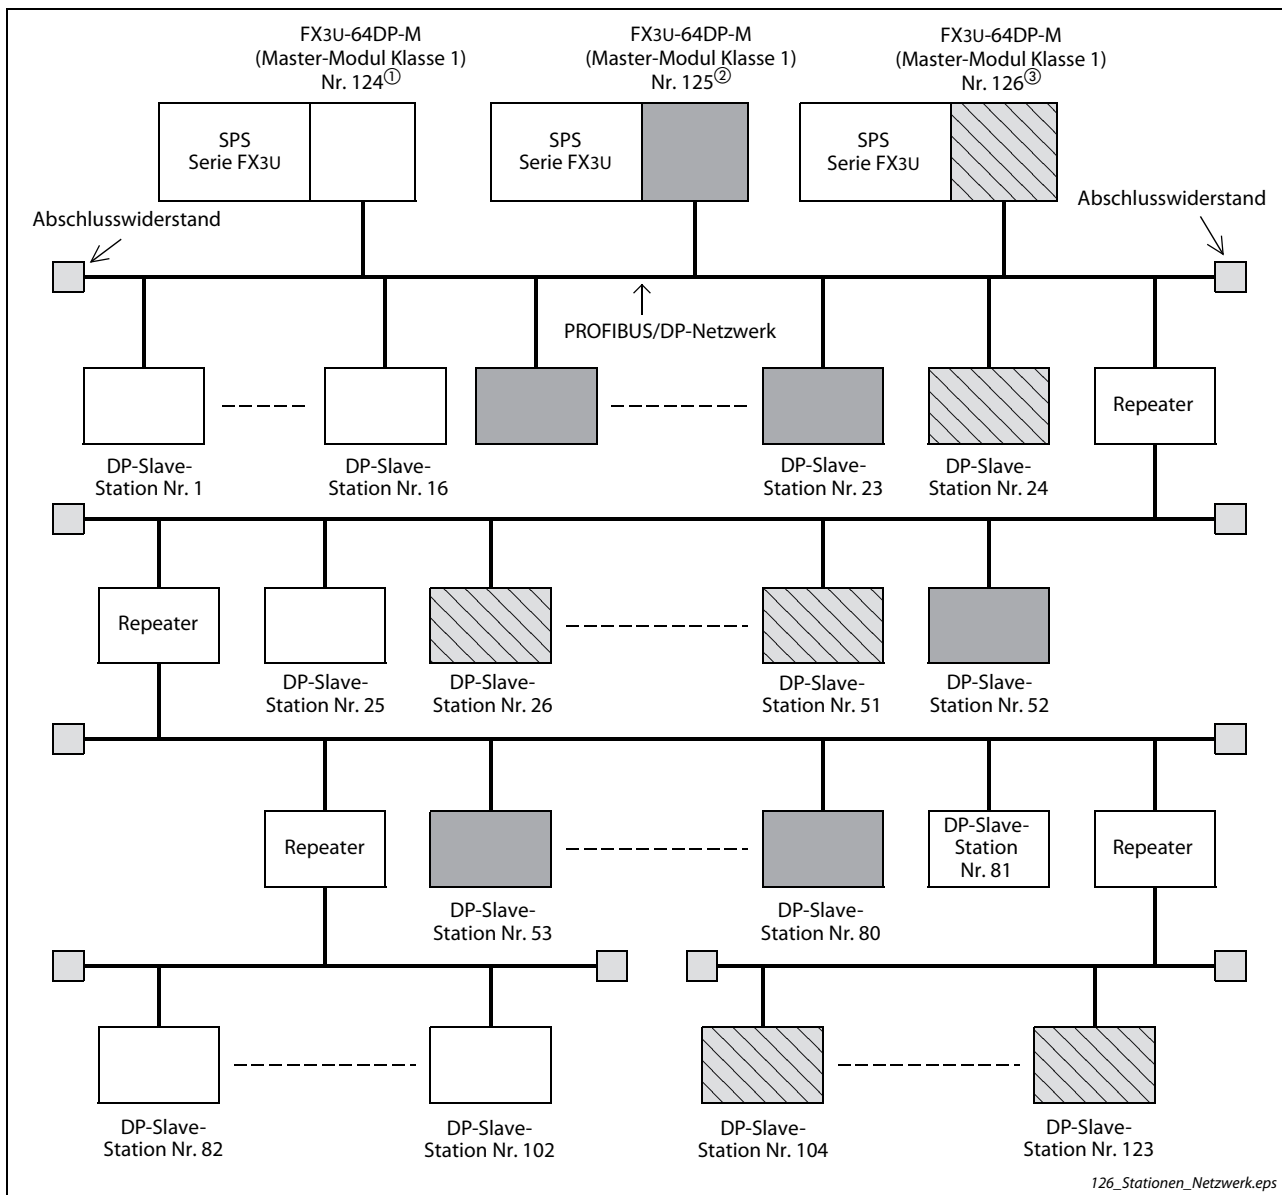 FX3U-64DP-M
(Master-Modul Klasse 1)
Nr. 124①
FX3U-64DP-M
(Master-Modul Klasse 1)
Nr. 125②
FX3U-64DP-M
(Master-Modul Klasse 1)
Nr. 126③
SPS
Serie FX3U
SPS
Serie FX3U
SPS
Serie FX3U
Abschlusswiderstand
Abschlusswiderstand
PROFIBUS/DP-Netzwerk
Repeater
DP-Slave-
Station Nr. 1
DP-Slave-
Station Nr. 16
DP-Slave-
Station Nr. 23
DP-Slave-
Station Nr. 24
Repeater
DP-Slave-
Station Nr. 25
DP-Slave-
Station Nr. 26
DP-Slave-
Station Nr. 51
DP-Slave-
Station Nr. 52
Repeater
DP-Slave-
Station
Nr. 81
Repeater
DP-Slave-
Station Nr. 53
DP-Slave-
Station Nr. 80
DP-Slave-
Station Nr. 82
DP-Slave-
Station Nr. 102
DP-Slave-
Station Nr. 104
DP-Slave-
Station Nr. 123
126_Stationen_Netzwerk.eps